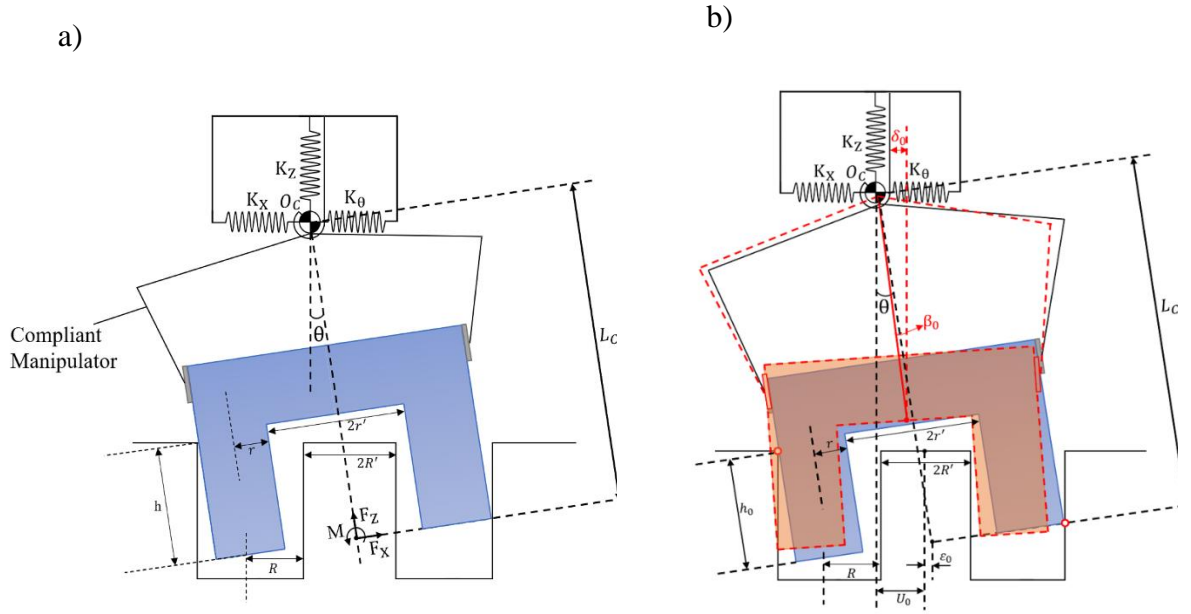 a)
K_Z
K_X
O_C
K_θ
Compliant
Manipulator
θ
L_C
r
2r′
2R′
h
M
F_Z
F_X
R
b)
δ_0
K_Z
K_X
O_C
K_θ
θ
β_0
L_C
r
2r′
2R′
h_0
R
U_0
ε_0